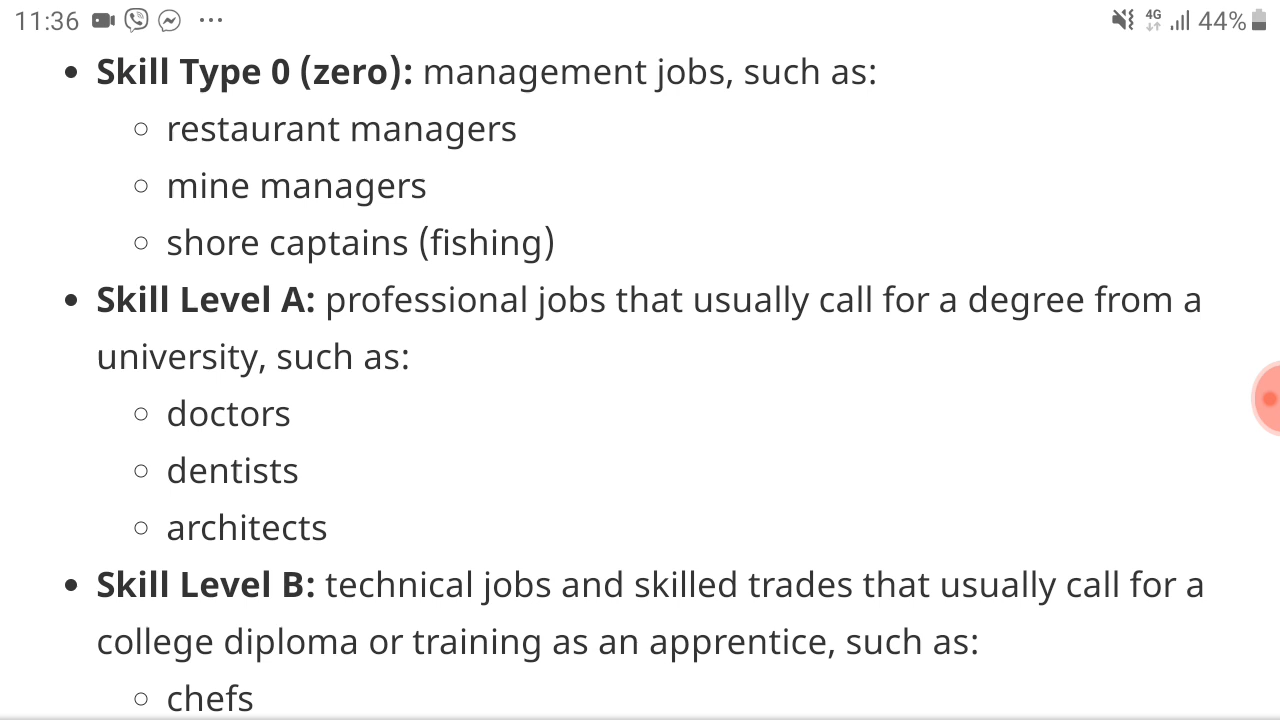 11:36 4G 44%
Skill Type 0 (zero): management jobs, such as:
restaurant managers
mine managers
shore captains (fishing)
Skill Level A: professional jobs that usually call for a degree from a
university, such as:
doctors
dentists
architects
Skill Level B: technical jobs and skilled trades that usually call for a
college diploma or training as an apprentice, such as:
chefs